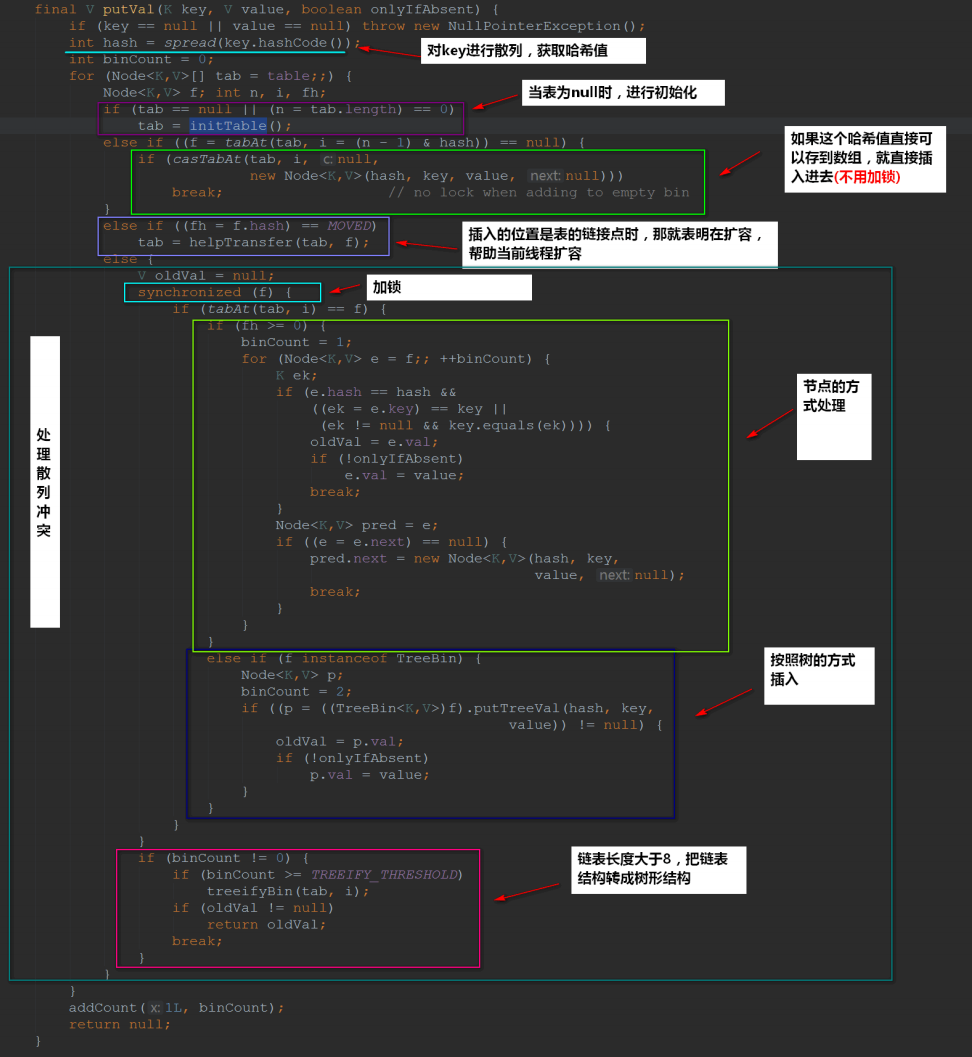 final V putVal(K key, V value, boolean onlyIfAbsent) {
if (key == null || value == null) throw new NullPointerException();
int hash = spread(key.hashCode());
对key进行散列，获取哈希值
int binCount = 0;
for (Node<K,V>[] tab = table;;) {
Node<K,V> f; int n, i, fh;
当表为null时，进行初始化
if (tab == null || (n = tab.length) == 0)
tab = initTable();
else if ((f = tabAt(tab, i = (n - 1) & hash)) == null) {
如果这个哈希值直接可
以存到数组，就直接插
入进去(不用加锁)
if (casTabAt(tab, i, c: null,
new Node<K,V>(hash, key, value, next: null)))
break; // no lock when adding to empty bin
}
else if ((fh = f.hash) == MOVED)
tab = helpTransfer(tab, f);
插入的位置是表的链接点时，那就表明在扩容，
帮助当前线程扩容
else {
V oldVal = null;
synchronized (f) {
加锁
if (tabAt(tab, i) == f) {
if (fh >= 0) {
binCount = 1;
for (Node<K,V> e = f;; ++binCount) {
K ek;
if (e.hash == hash &&
((ek = e.key) == key ||
(ek != null && key.equals(ek)))) {
节点的方
式处理
oldVal = e.val;
if (!onlyIfAbsent)
e.val = value;
break;
}
处
理
散
列
冲
突
Node<K,V> pred = e;
if ((e = e.next) == null) {
pred.next = new Node<K,V>(hash, key,
value, next: null);
break;
}
}
}
else if (f instanceof TreeBin) {
按照树的方式
插入
Node<K,V> p;
binCount = 2;
if ((p = ((TreeBin<K,V>)f).putTreeVal(hash, key,
value)) != null) {
oldVal = p.val;
if (!onlyIfAbsent)
p.val = value;
}
}
}
}
if (binCount != 0) {
链表长度大于8，把链表
结构转成树形结构
if (binCount >= TREEIFY_THRESHOLD)
treeifyBin(tab, i);
if (oldVal != null)
return oldVal;
break;
}
}
}
addCount(x: 1L, binCount);
return null;
}